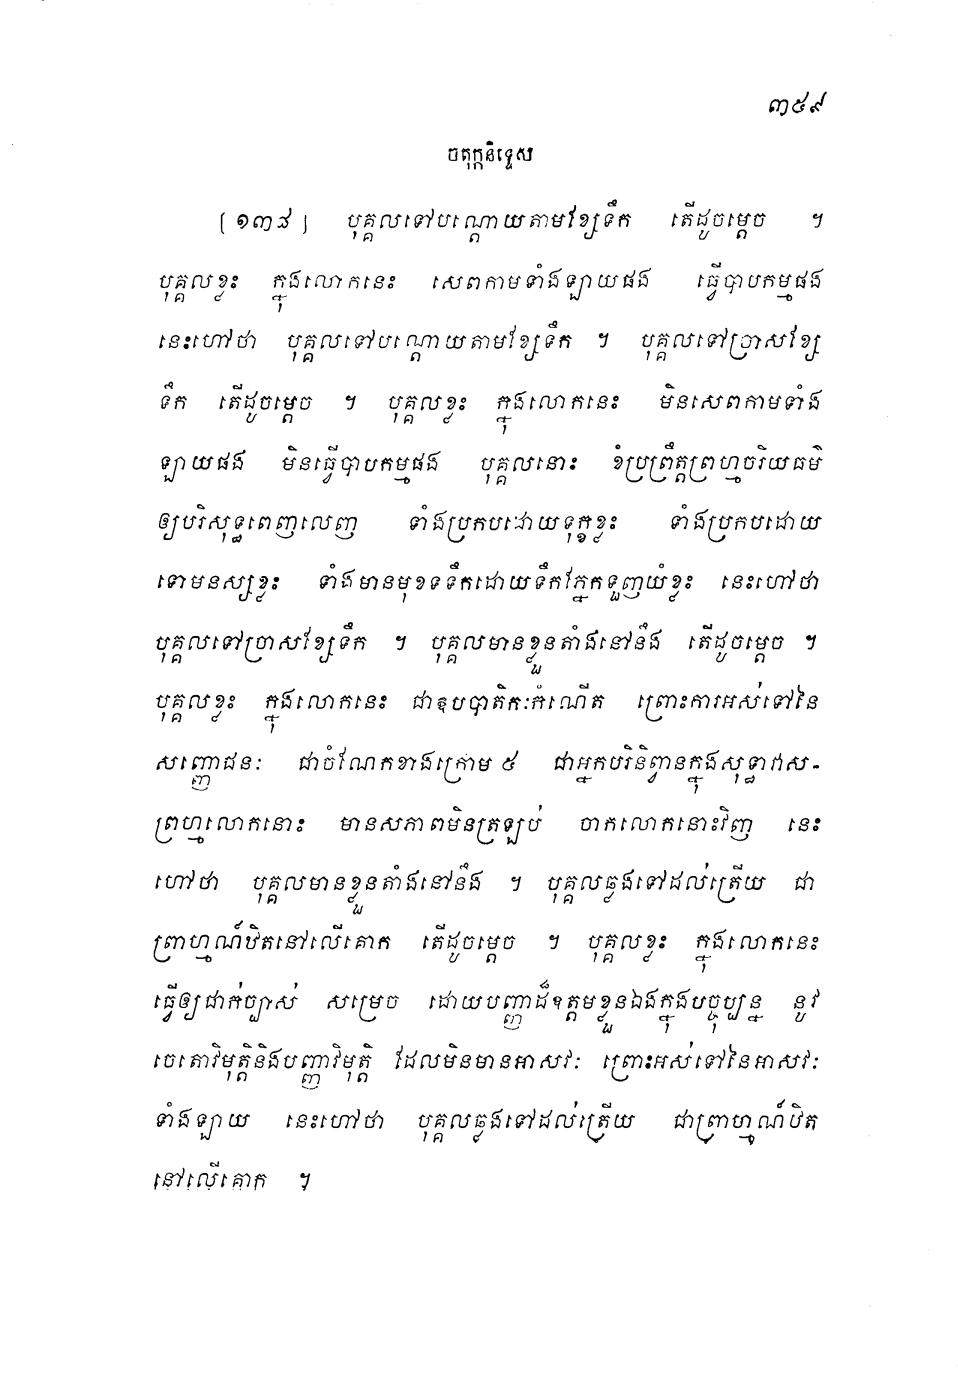 ៣៥៩
ចតុក្កនិទ្ទេស
[១៣៨] បុគ្គលទៅបណ្តោយតាមខ្សែទឹក តើដូចម្តេច ។
បុគ្គលខ្លះ ក្នុងលោកនេះ សេពកាមទាំងឡាយផង ធ្វើបាបកម្មផង
នេះហៅថា បុគ្គលទៅបណ្តោយតាមខ្សែទឹក ។ បុគ្គលទៅច្រាសខ្សែ
ទឹក តើដូចម្តេច ។ បុគ្គលខ្លះ ក្នុងលោកនេះ មិនសេពកាមទាំង
ឡាយផង មិនធ្វើបាបកម្មផង បុគ្គលនោះ ខំប្រព្រឹត្តព្រហ្មចរិយធម៌
ឲ្យបរិសុទ្ធពេញលេញ ទាំងប្រកបដោយទុក្ខខ្លះ ទាំងប្រកបដោយ
ទោមនស្សខ្លះ ទាំងមានមុខទទឹកដោយទឹកភ្នែកទួញយំខ្លះ នេះហៅថា
បុគ្គលទៅច្រាសខ្សែទឹក ។ បុគ្គលមានខ្លួនតាំងនៅនឹង តើដូចម្តេច ។
បុគ្គលខ្លះ ក្នុងលោកនេះ ជាឧបបាតិកៈកំណើត ព្រោះការអស់ទៅនៃ
សញ្ញោជនៈ ជាចំណែកខាងក្រោម ៥ ជាអ្នកបរិនិព្វានក្នុងសុទ្ធាវាស-
ព្រហ្មលោកនោះ មានសភាពមិនត្រឡប់ ចាកលោកនោះវិញ នេះ
ហៅថា បុគ្គលមានខ្លួនតាំងនៅនឹង ។ បុគ្គលឆ្លងទៅដល់ត្រើយ ជា
ព្រាហ្មណ៍ឋិតនៅលើគោក តើដូចម្តេច ។ បុគ្គលខ្លះ ក្នុងលោកនេះ
ធ្វើឲ្យជាក់ច្បាស់ សម្រេច ដោយបញ្ញាដ៏ឧត្តមខ្លួនឯងក្នុងបច្ចុប្បន្ន នូវ
ចេតោវិមុត្តិនិងបញ្ញាវិមុត្តិ ដែលមិនមានអាសវៈ ព្រោះអស់ទៅនៃអាសវៈ
ទាំងឡាយ នេះហៅថា បុគ្គលឆ្លងទៅដល់ត្រើយ ជាព្រាហ្មណ៍ឋិត
នៅលើគោក ។